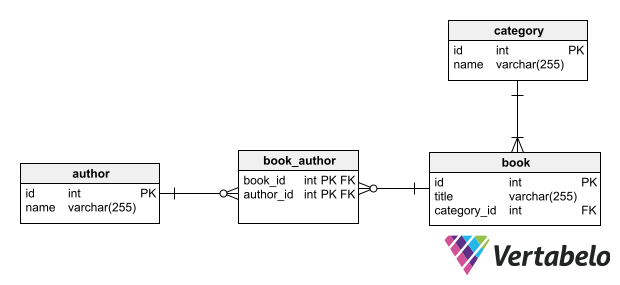 category
id int PK
name varchar(255)
author
id int PK
name varchar(255)
book_author
book_id int PK FK
author_id int PK FK
book
id int PK
title varchar(255)
category_id int FK
Vertabelo